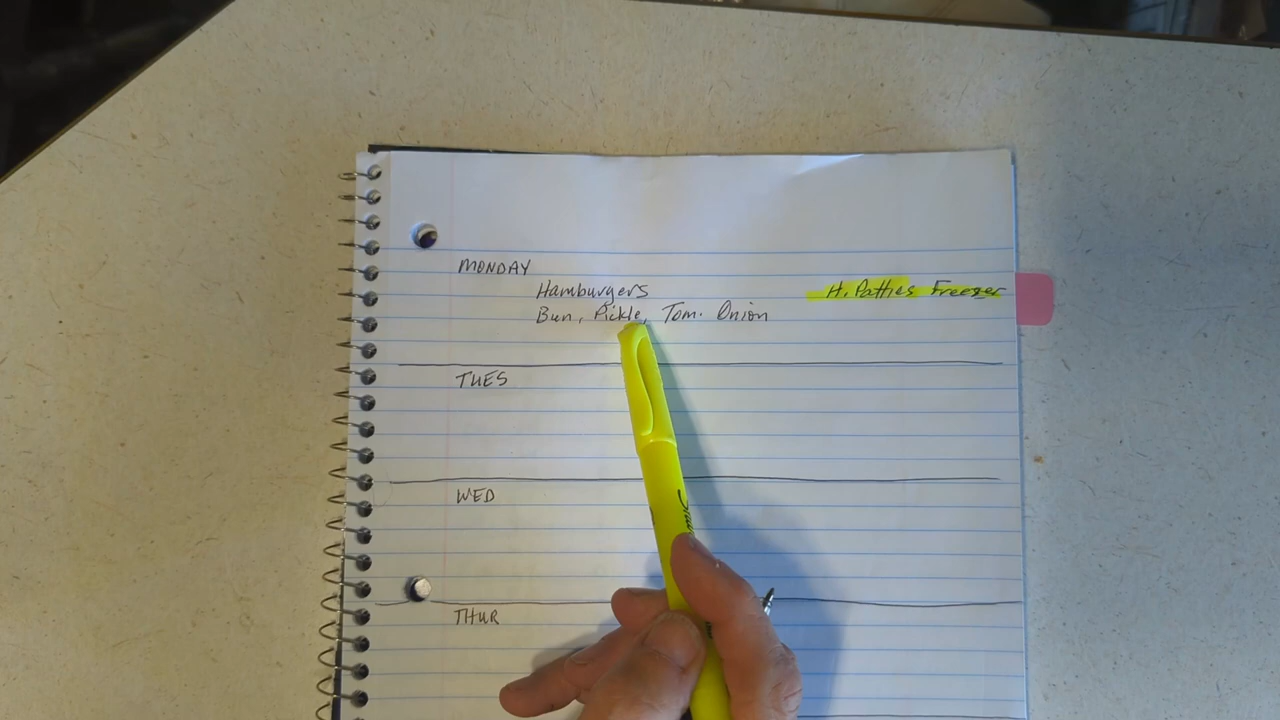 MONDAY
Hamburgers H. Patties Freezer
Bun, Pickle, Tom. Onion
TUES
WED
THUR